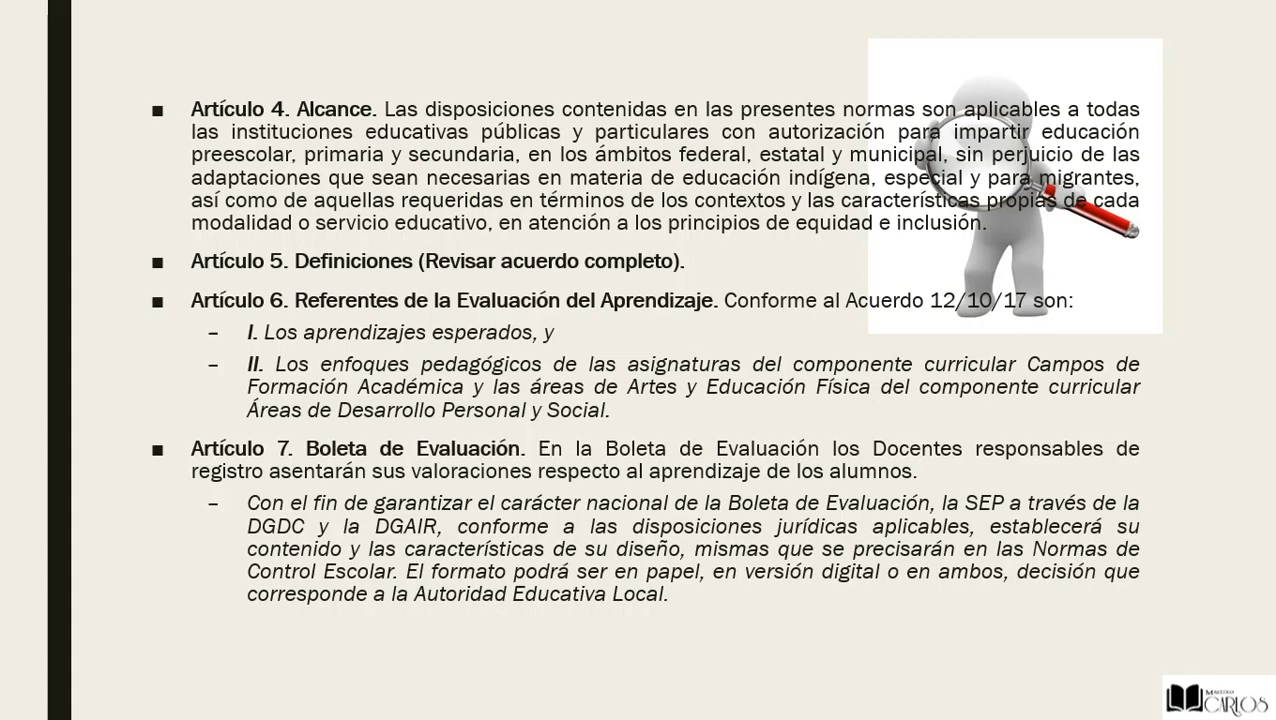 ■ Artículo 4. Alcance. Las disposiciones contenidas en las presentes normas son aplicables a todas
las instituciones educativas públicas y particulares con autorización para impartir educación
preescolar, primaria y secundaria, en los ámbitos federal, estatal y municipal, sin perjuicio de las
adaptaciones que sean necesarias en materia de educación indígena, especial y para migrantes,
así como de aquellas requeridas en términos de los contextos y las características propias de cada
modalidad o servicio educativo, en atención a los principios de equidad e inclusión.
■ Artículo 5. Definiciones (Revisar acuerdo completo).
■ Artículo 6. Referentes de la Evaluación del Aprendizaje. Conforme al Acuerdo 12/10/17 son:
– I. Los aprendizajes esperados, y
– II. Los enfoques pedagógicos de las asignaturas del componente curricular Campos de
Formación Académica y las áreas de Artes y Educación Física del componente curricular
Áreas de Desarrollo Personal y Social.
■ Artículo 7. Boleta de Evaluación. En la Boleta de Evaluación los Docentes responsables de
registro asentarán sus valoraciones respecto al aprendizaje de los alumnos.
– Con el fin de garantizar el carácter nacional de la Boleta de Evaluación, la SEP a través de la
DGDC y la DGAIR, conforme a las disposiciones jurídicas aplicables, establecerá su
contenido y las características de su diseño, mismas que se precisarán en las Normas de
Control Escolar. El formato podrá ser en papel, en versión digital o en ambos, decisión que
corresponde a la Autoridad Educativa Local.
MAESTRO
CARLOS